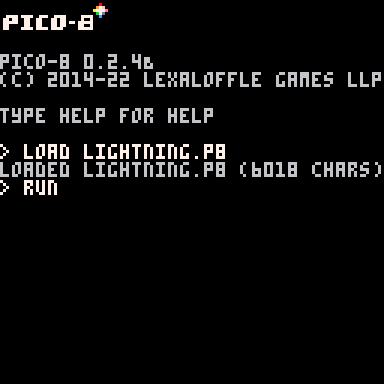 PICO-8
PICO-8 0.2.4B
(C) 2014-22 LEXALOFFLE GAMES LLP
TYPE HELP FOR HELP
> LOAD LIGHTNING.P8
LOADED LIGHTNING.P8 (6018 CHARS)
> RUN